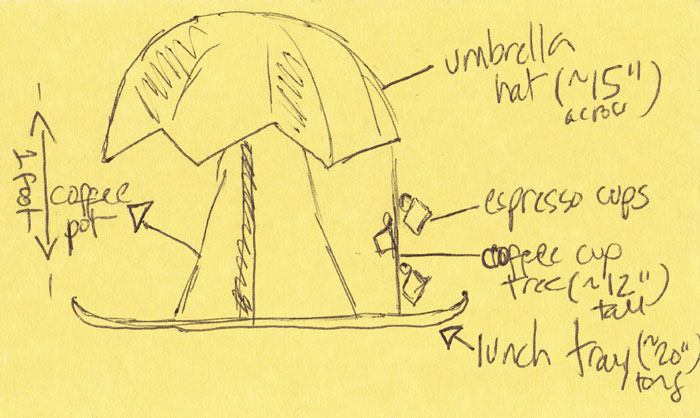 umbrella
hat (~15"
across)
1 foot
coffee
pot
espresso cups
coffee cup
tree (~12"
tall)
lunch tray (~20"
long)